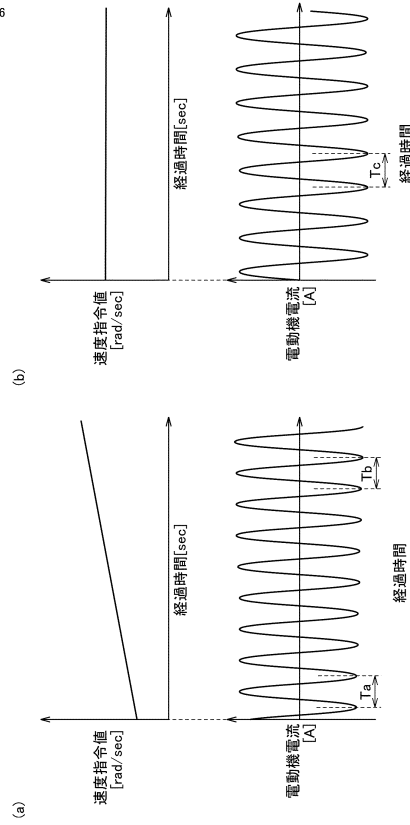 6
(a)
速度指令値
[rad/sec]
経過時間[sec]
電動機電流
[A]
Ta
Tb
経過時間
(b)
速度指令値
[rad/sec]
経過時間[sec]
電動機電流
[A]
Tc
経過時間